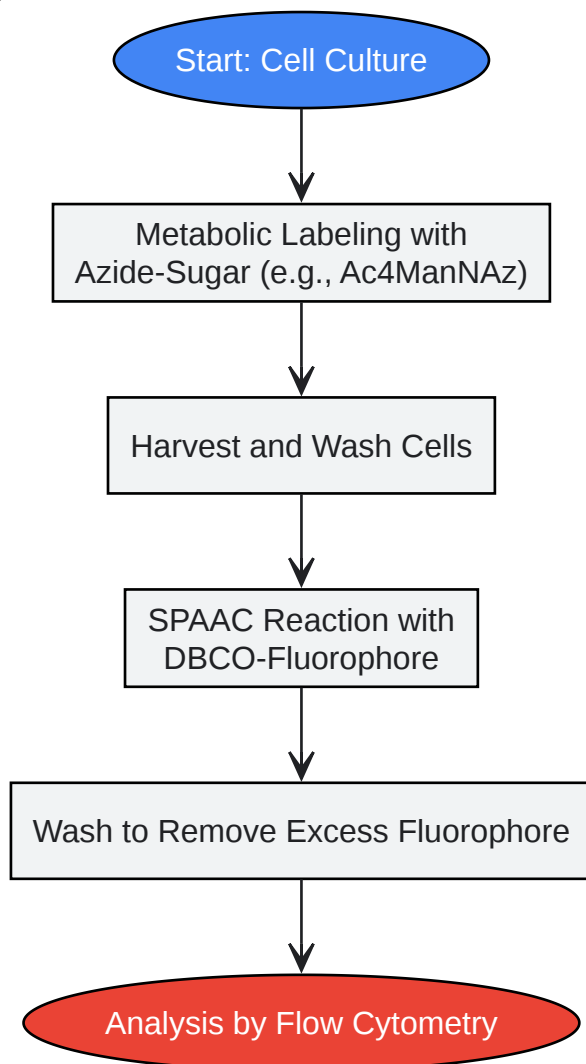 Start: Cell Culture
Metabolic Labeling with
Azide-Sugar (e.g., Ac4ManNAz)
Harvest and Wash Cells
SPAAC Reaction with
DBCO-Fluorophore
Wash to Remove Excess Fluorophore
Analysis by Flow Cytometry